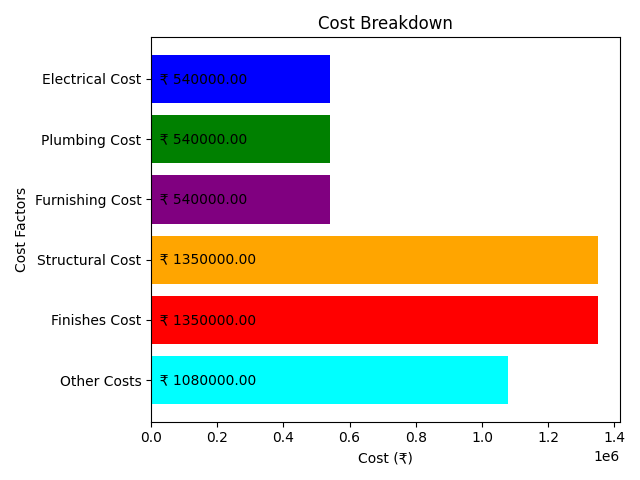 Cost Breakdown
Cost Factors
Electrical Cost ₹ 540000.00
Plumbing Cost ₹ 540000.00
Furnishing Cost ₹ 540000.00
Structural Cost ₹ 1350000.00
Finishes Cost ₹ 1350000.00
Other Costs ₹ 1080000.00
0.0 0.2 0.4 0.6 0.8 1.0 1.2 1.4
1e6
Cost (₹)